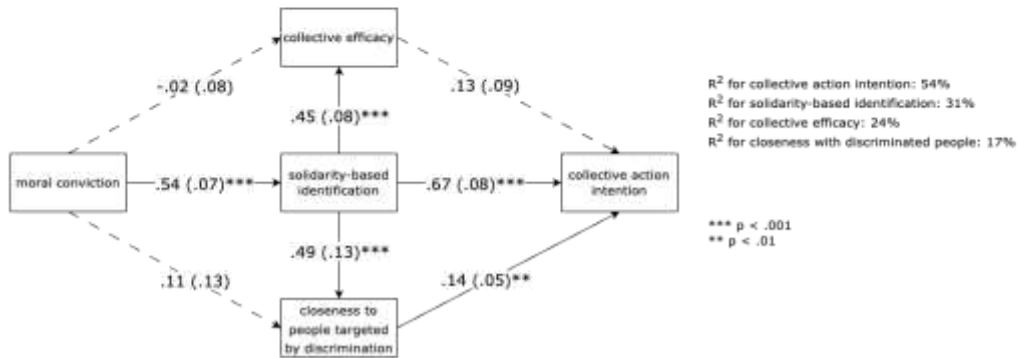 collective efficacy
-.02 (.08)
.13 (.09)
.45 (.08)***
moral conviction
.54 (.07)***
solidarity-based
identification
.67 (.08)***
collective action
intention
.49 (.13)***
.11 (.13)
.14 (.05)**
closeness to
people targeted
by discrimination
R² for collective action intention: 54%
R² for solidarity-based identification: 31%
R² for collective efficacy: 24%
R² for closeness with discriminated people: 17%
*** p < .001
** p < .01